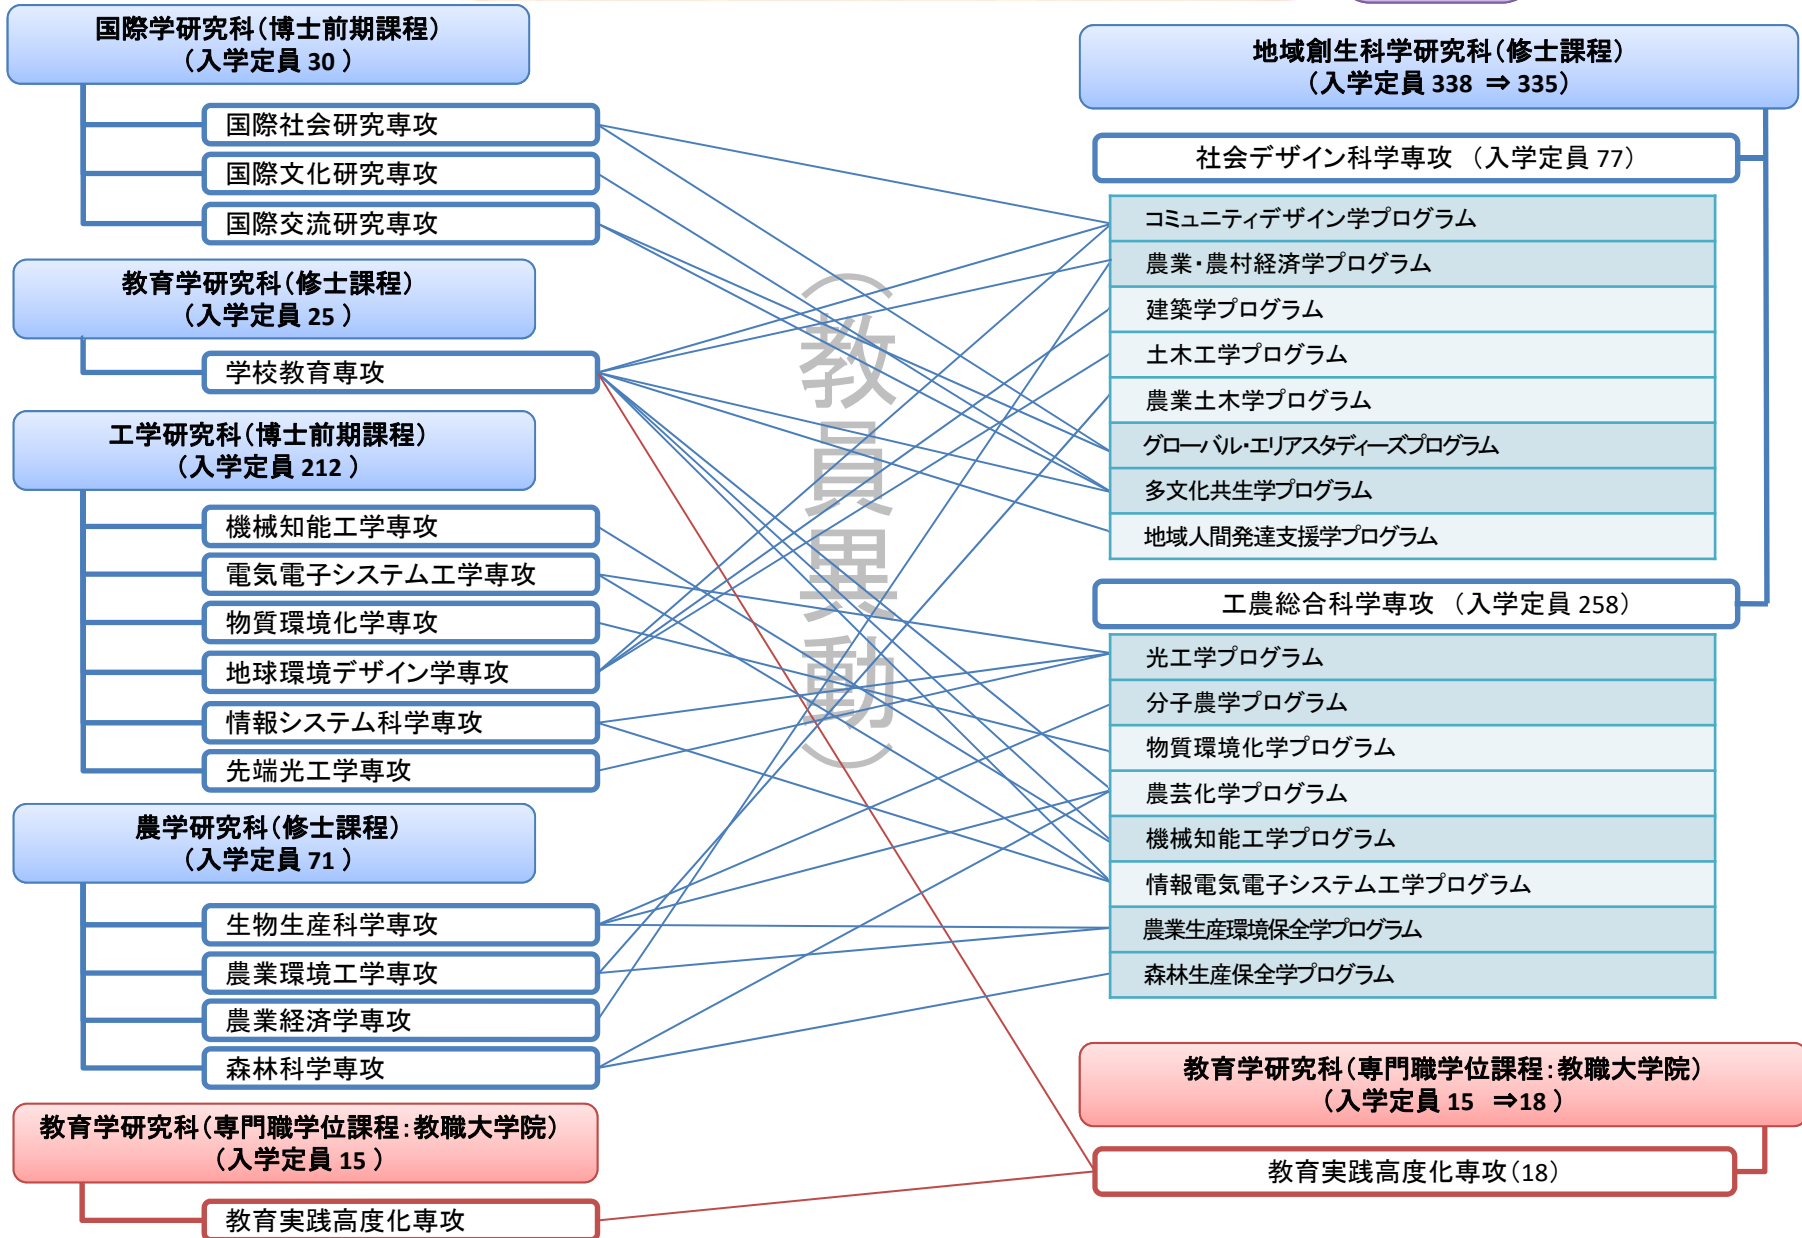 国際学研究科（博士前期課程）
（入学定員 30 ）
国際社会研究専攻
国際文化研究専攻
国際交流研究専攻
教育学研究科（修士課程）
（入学定員 25 ）
学校教育専攻
工学研究科（博士前期課程）
（入学定員 212 ）
機械知能工学専攻
電気電子システム工学専攻
物質環境化学専攻
地球環境デザイン学専攻
情報システム科学専攻
先端光工学専攻
農学研究科（修士課程）
（入学定員 71 ）
生物生産科学専攻
農業環境工学専攻
農業経済学専攻
森林科学専攻
教育学研究科（専門職学位課程：教職大学院）
（入学定員 15 ）
教育実践高度化専攻
（教員異動）
地域創生科学研究科（修士課程）
（入学定員 338 ⇒ 335）
社会デザイン科学専攻 （入学定員 77）
コミュニティデザイン学プログラム
農業・農村経済学プログラム
建築学プログラム
土木工学プログラム
農業土木学プログラム
グローバル・エリアスタディーズプログラム
多文化共生学プログラム
地域人間発達支援学プログラム
工農総合科学専攻 （入学定員 258）
光工学プログラム
分子農学プログラム
物質環境化学プログラム
農芸化学プログラム
機械知能工学プログラム
情報電気電子システム工学プログラム
農業生産環境保全学プログラム
森林生産保全学プログラム
教育学研究科（専門職学位課程：教職大学院）
（入学定員 15 ⇒18 ）
教育実践高度化専攻（18）